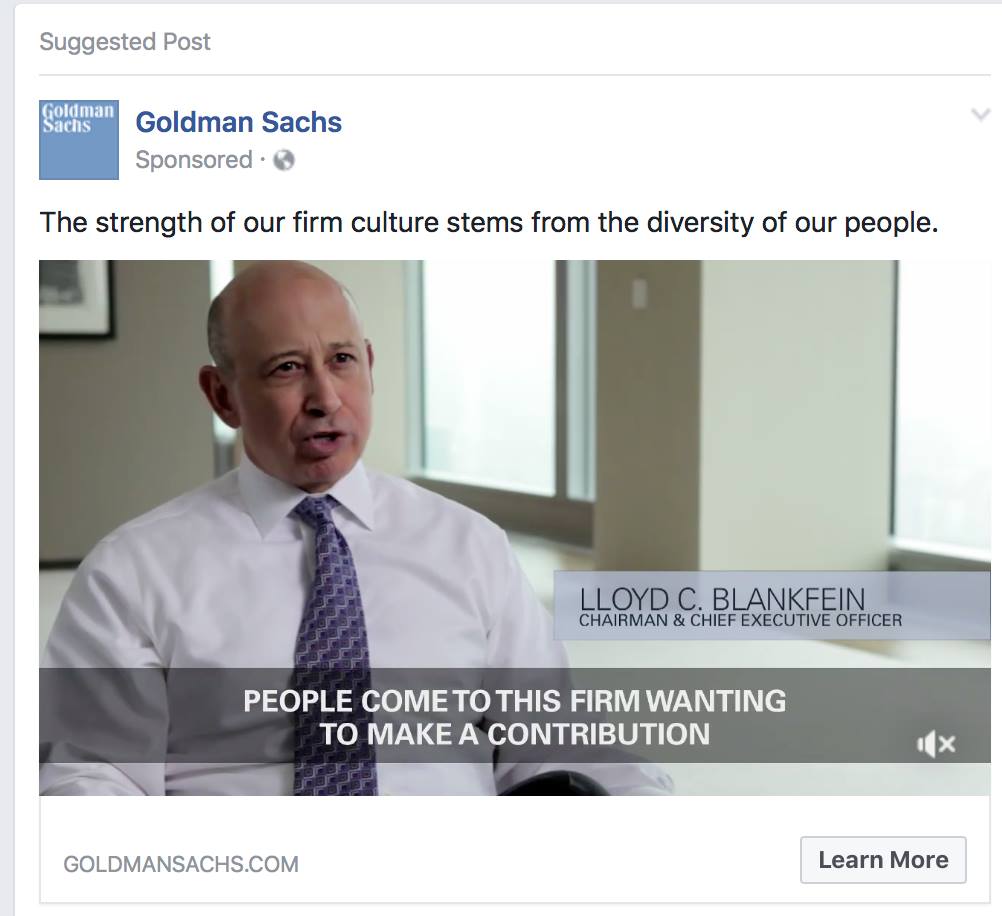 Suggested Post
Goldman
Sachs
Goldman Sachs
Sponsored ·
The strength of our firm culture stems from the diversity of our people.
LLOYD C. BLANKFEIN
CHAIRMAN & CHIEF EXECUTIVE OFFICER
PEOPLE COME TO THIS FIRM WANTING
TO MAKE A CONTRIBUTION
GOLDMANSACHS.COM
Learn More